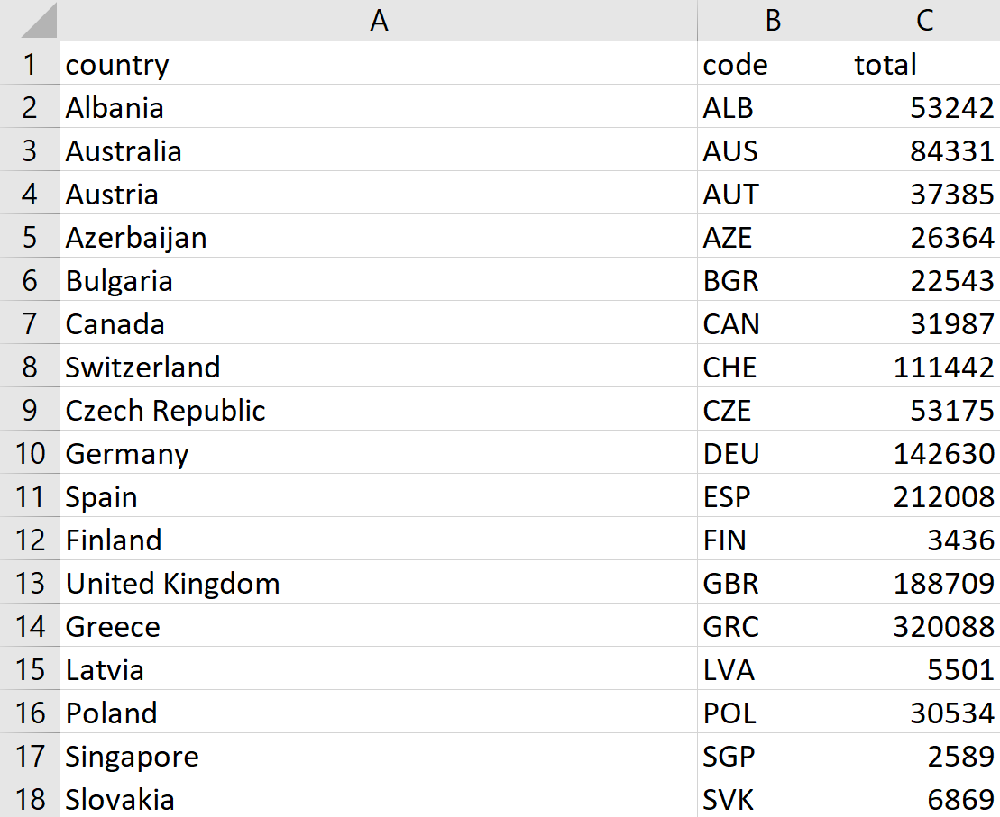 A B C
1 country code total
2 Albania ALB 53242
3 Australia AUS 84331
4 Austria AUT 37385
5 Azerbaijan AZE 26364
6 Bulgaria BGR 22543
7 Canada CAN 31987
8 Switzerland CHE 111442
9 Czech Republic CZE 53175
10 Germany DEU 142630
11 Spain ESP 212008
12 Finland FIN 3436
13 United Kingdom GBR 188709
14 Greece GRC 320088
15 Latvia LVA 5501
16 Poland POL 30534
17 Singapore SGP 2589
18 Slovakia SVK 6869